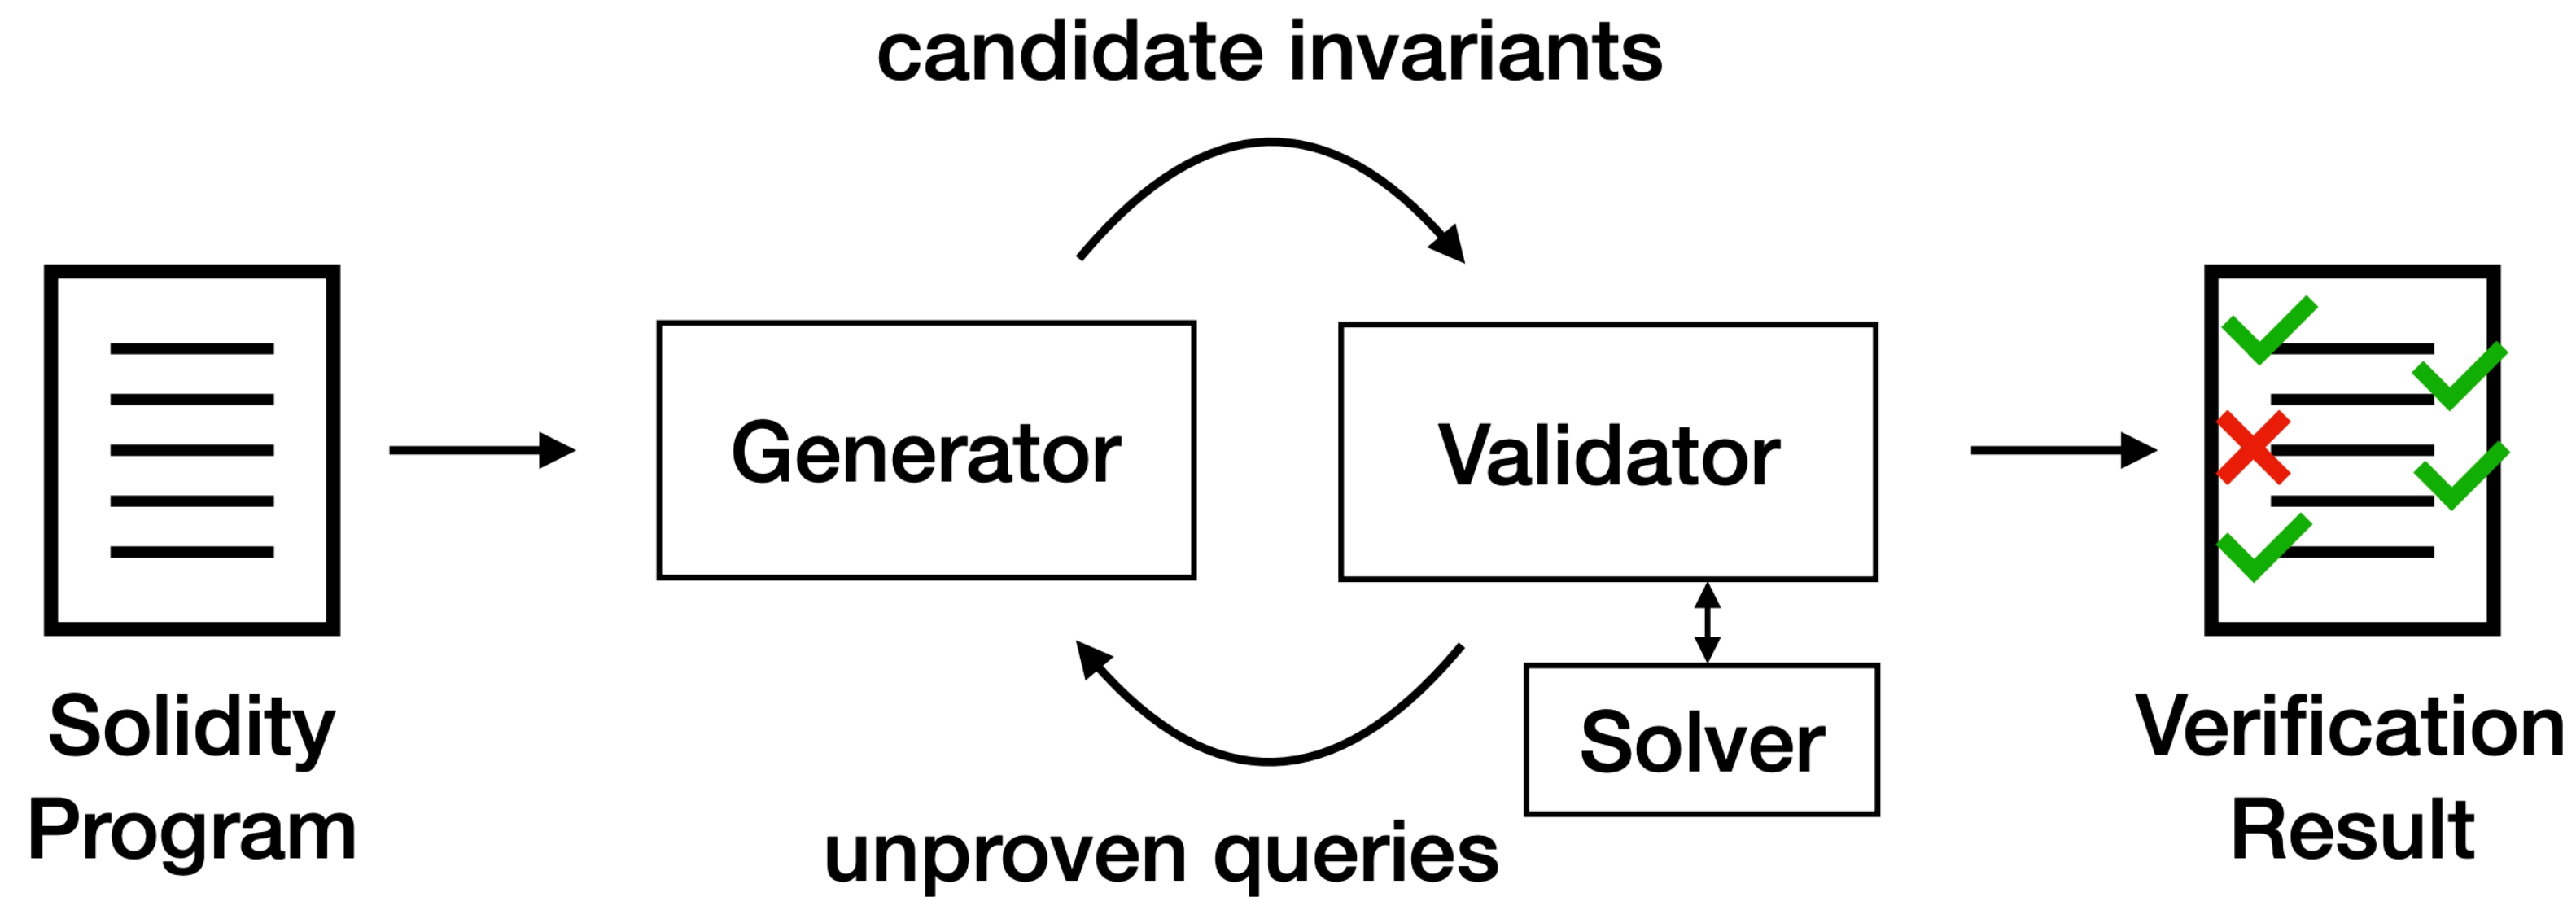 candidate invariants
Generator
Validator
Solver
Solidity
Program
unproven queries
Verification
Result